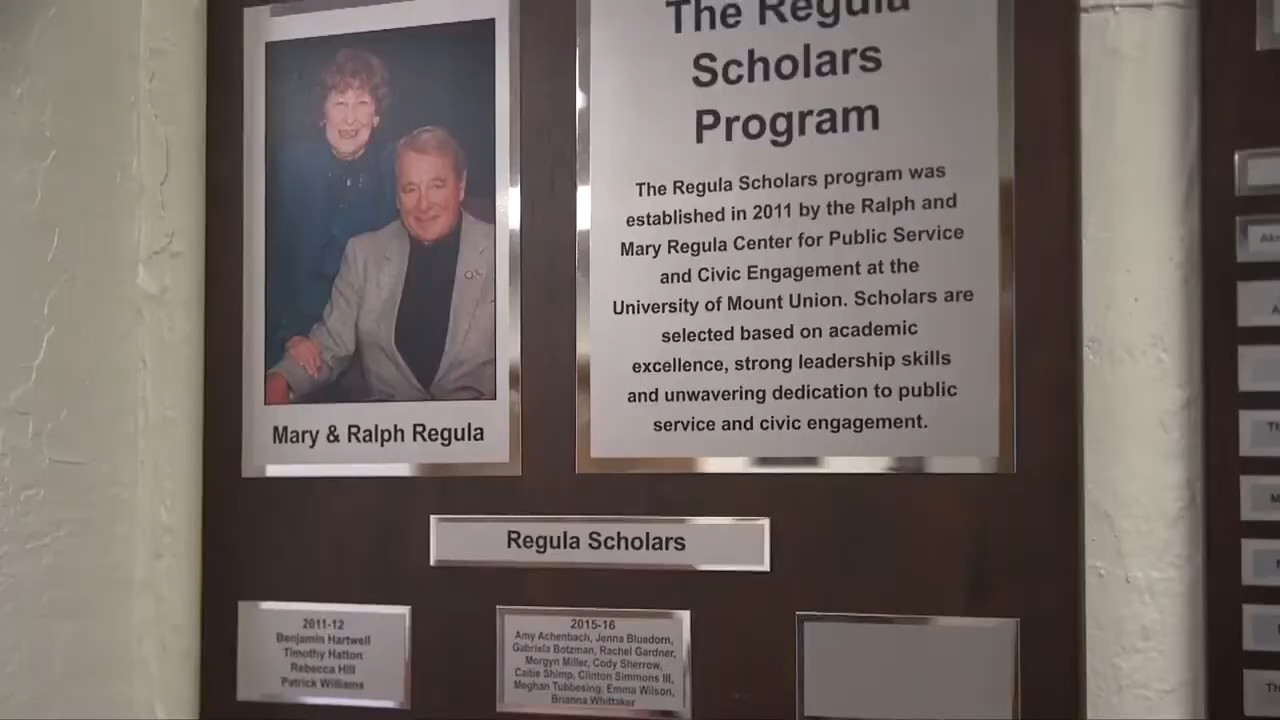 The Regula
Scholars
Program
The Regula Scholars program was
established in 2011 by the Ralph and
Mary Regula Center for Public Service
and Civic Engagement at the
University of Mount Union. Scholars are
selected based on academic
excellence, strong leadership skills
and unwavering dedication to public
service and civic engagement.
Mary & Ralph Regula
Regula Scholars
2011-12
Benjamin Hartwell
Timothy Hatton
Rebecca Hill
Patrick Williams
2015-16
Amy Achenbach, Jenna Bluedorn,
Gabriela Botzman, Rachel Gardner,
Morgyn Miller, Cody Sherrow,
Caitie Shimp, Clinton Simmons III,
Meghan Tubbesing, Emma Wilson,
Brianna Whittaker